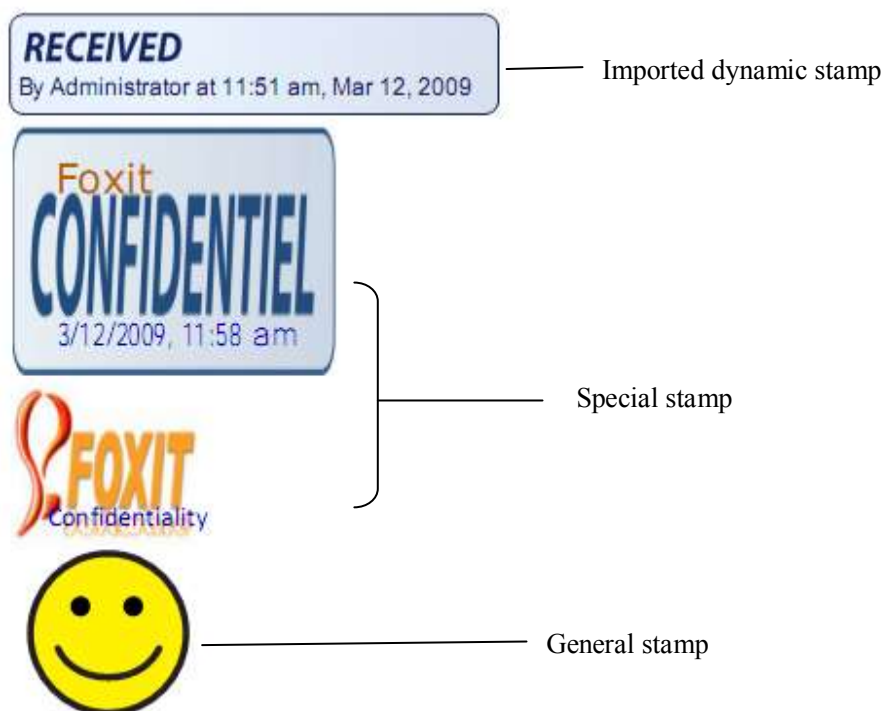 RECEIVED
By Administrator at 11:51 am, Mar 12, 2009
Imported dynamic stamp
Foxit
CONFIDENTIEL
3/12/2009, 11:58 am
Special stamp
FOXIT
Confidentiality
General stamp